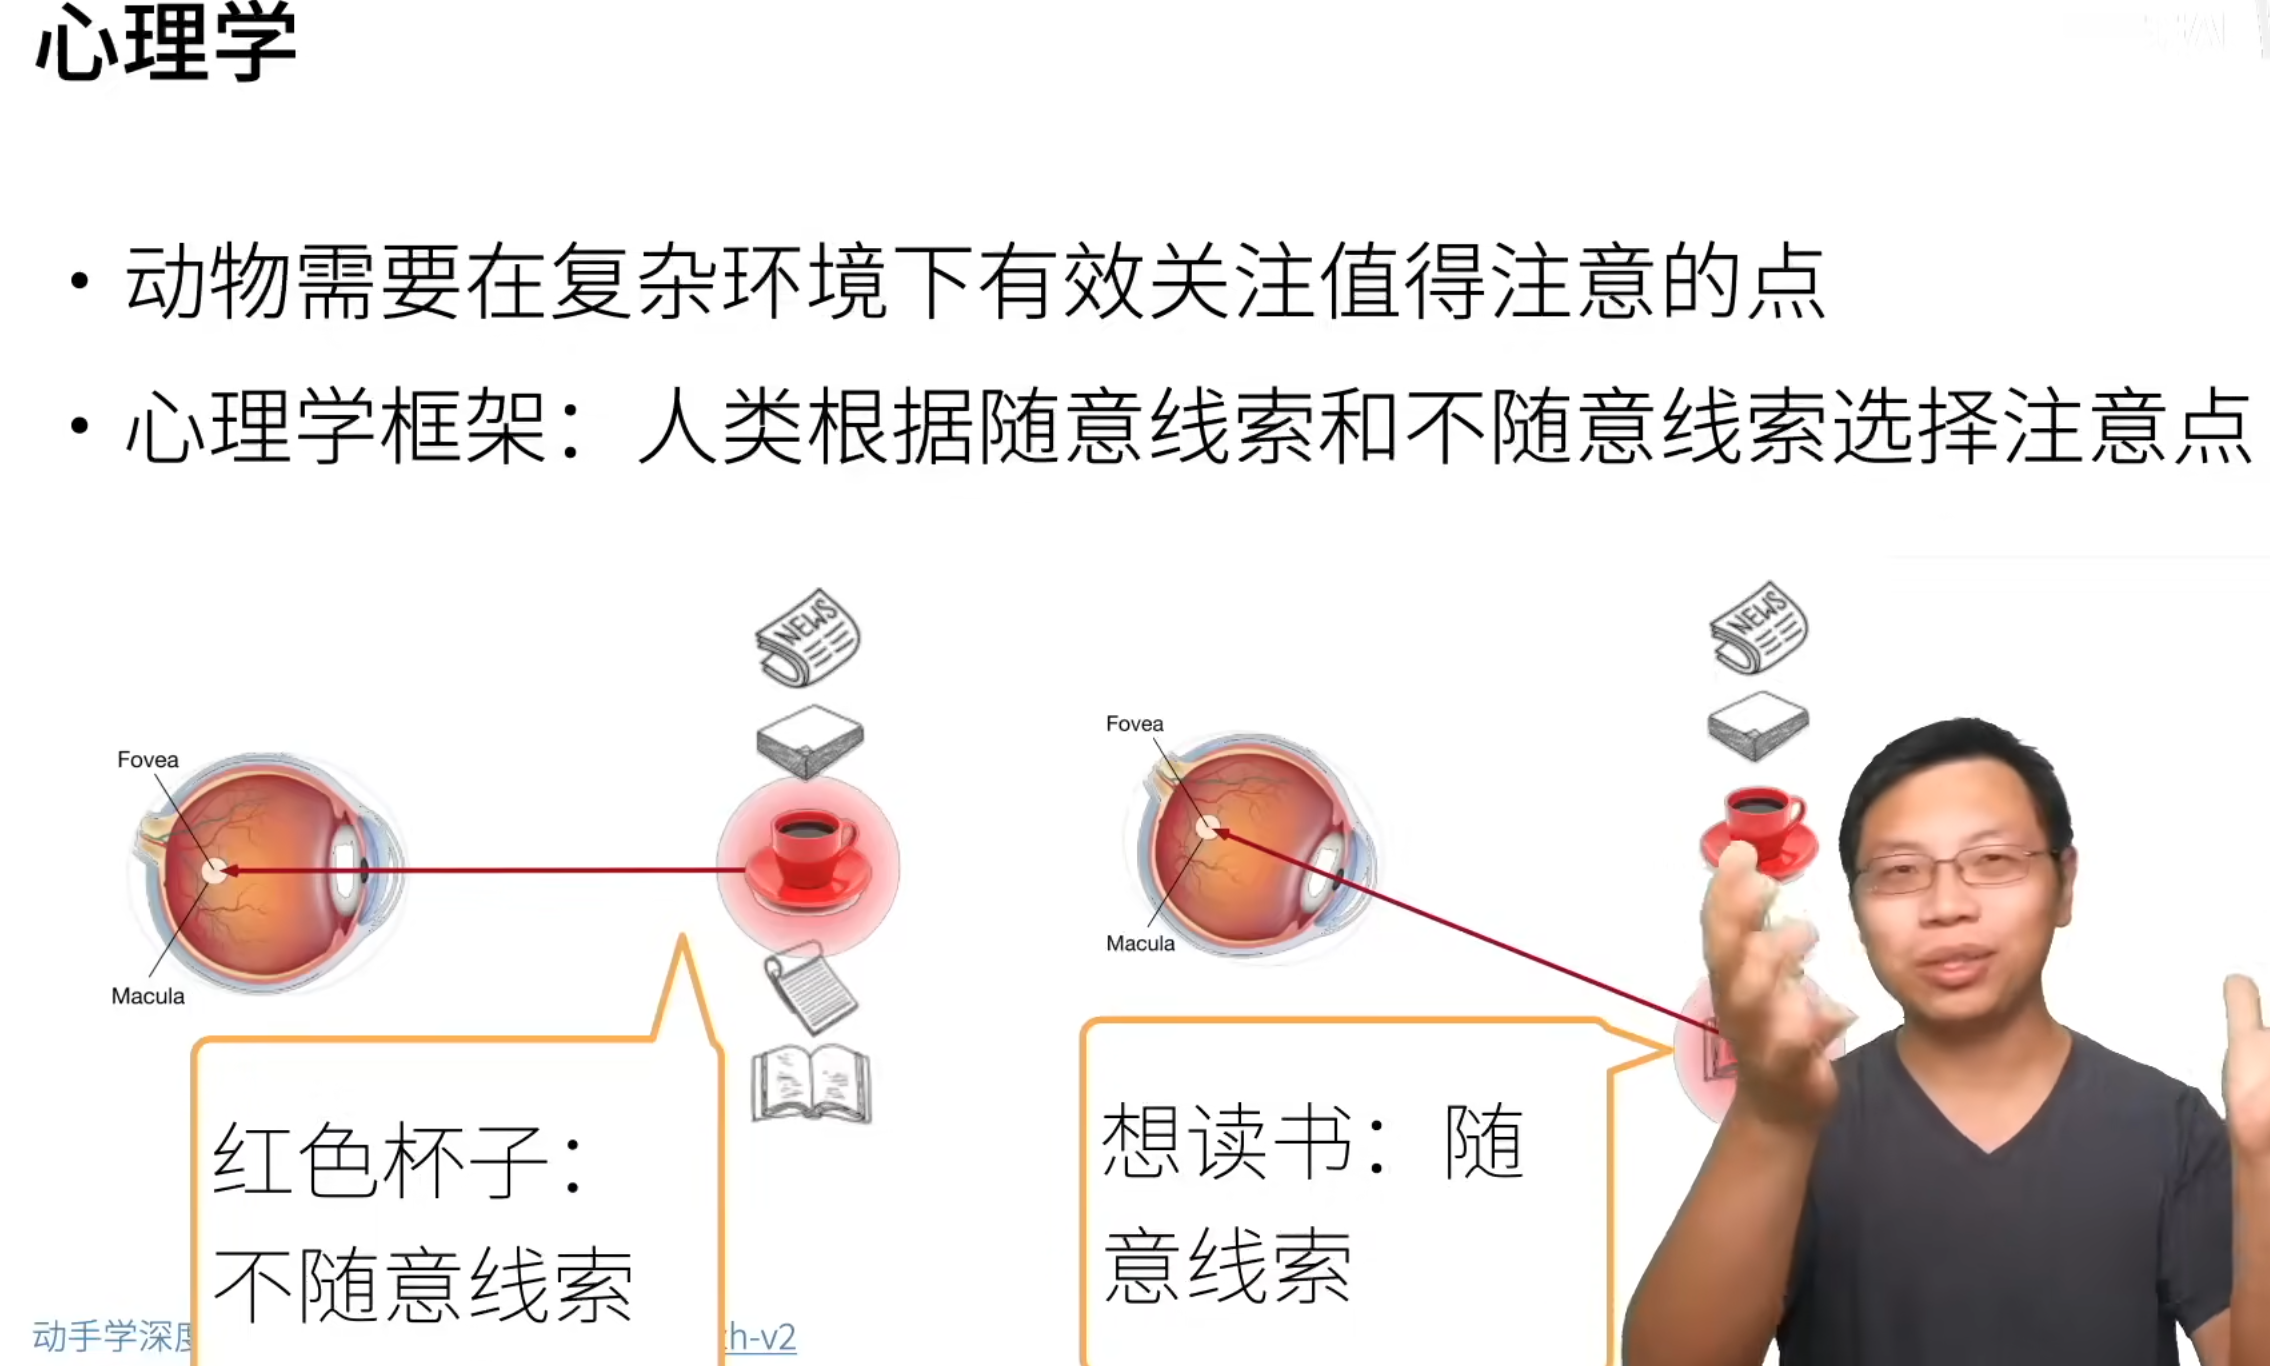 心理学
• 动物需要在复杂环境下有效关注值得注意的点
• 心理学框架：人类根据随意线索和不随意线索选择注意点
NEWS
Fovea
Macula
红色杯子：
不随意线索
NEWS
Fovea
Macula
想读书：随
意线索
动手学深
h-v2